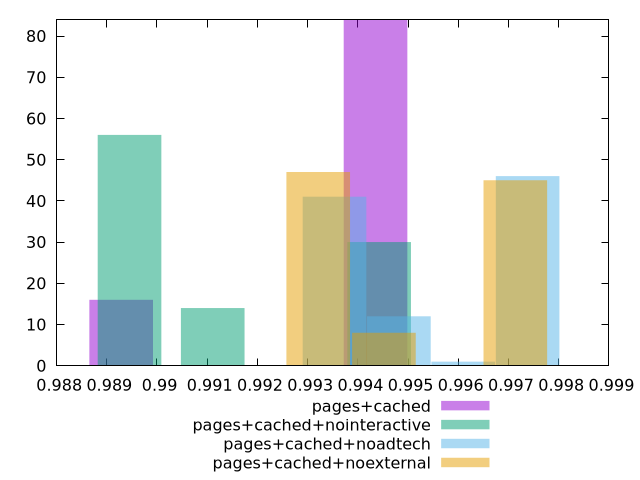 80
70
60
50
40
30
20
10
0
0.988 0.989 0.99 0.991 0.992 0.993 0.994 0.995 0.996 0.997 0.998 0.999
pages+cached
pages+cached+nointeractive
pages+cached+noadtech
pages+cached+noexternal